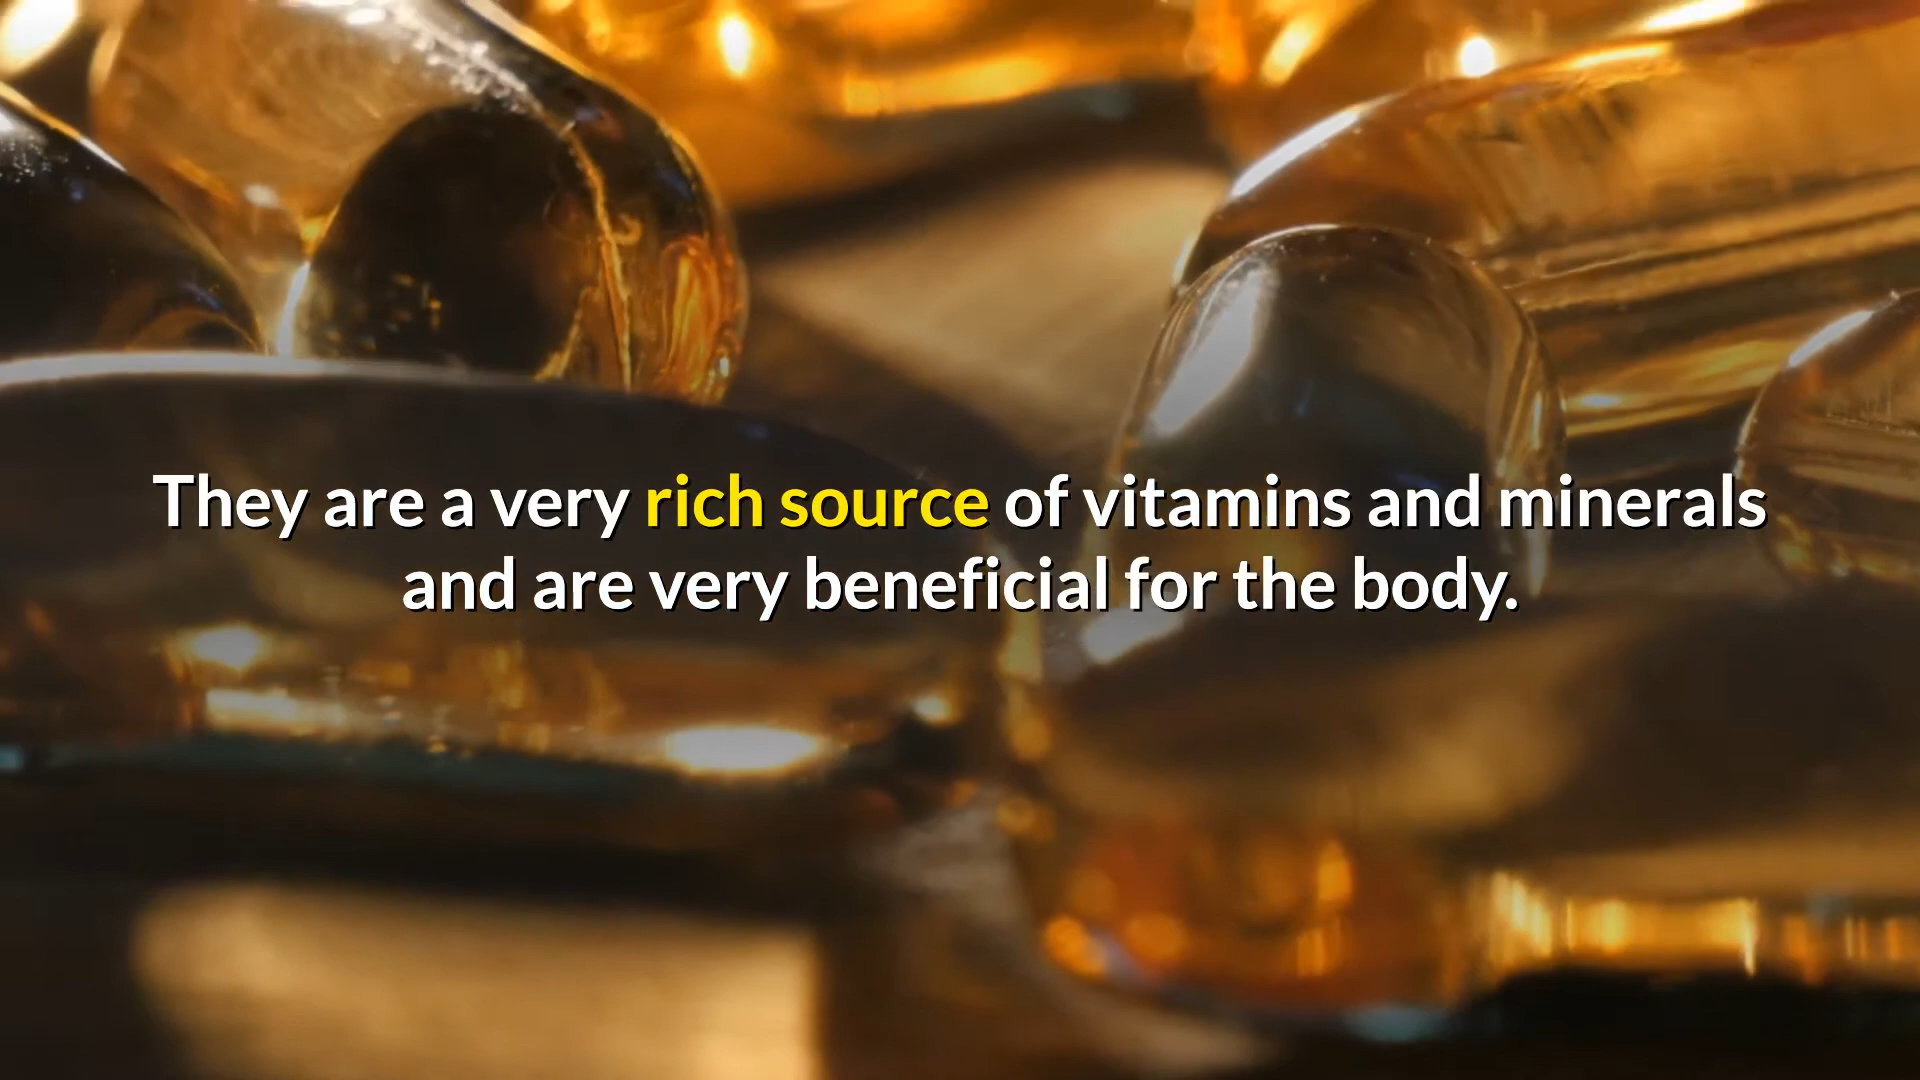 They are a very rich source of vitamins and minerals
and are very beneficial for the body.